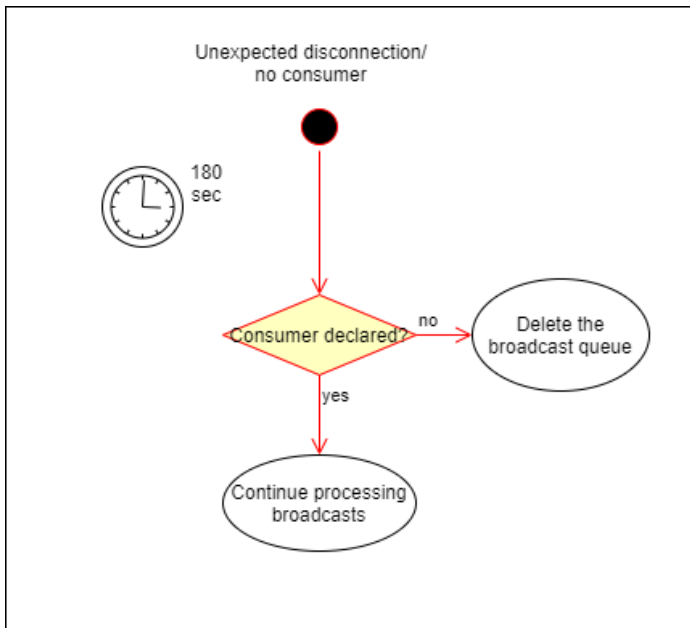 Unexpected disconnection/
no consumer
180
sec
Consumer declared?
no
Delete the
broadcast queue
yes
Continue processing
broadcasts